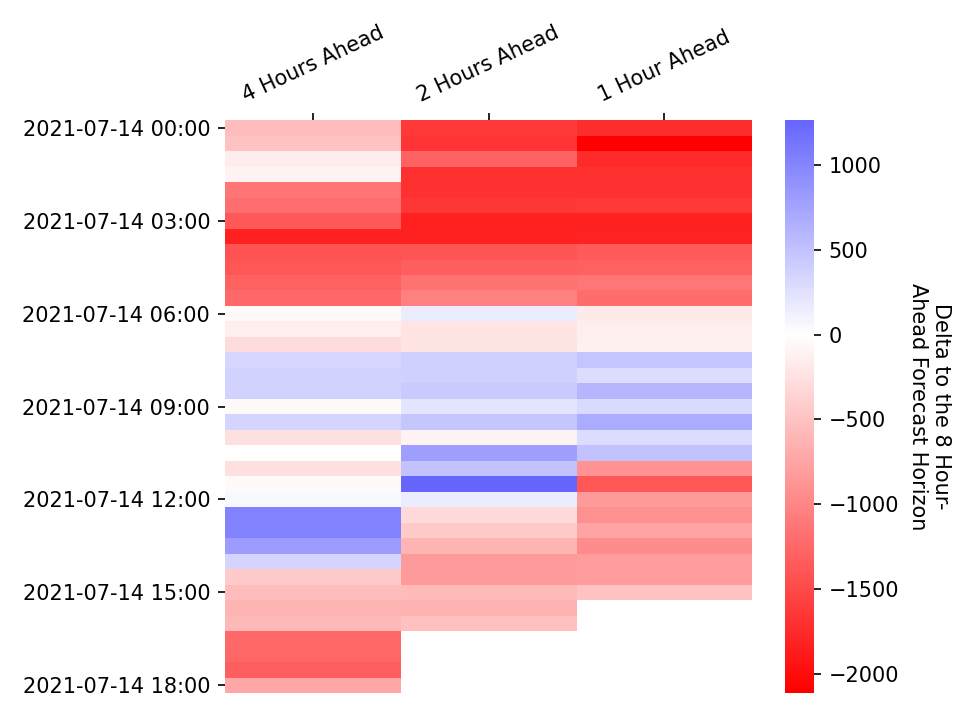 4 Hours Ahead
2 Hours Ahead
1 Hour Ahead
2021-07-14 00:00
2021-07-14 03:00
2021-07-14 06:00
2021-07-14 09:00
2021-07-14 12:00
2021-07-14 15:00
2021-07-14 18:00
1000
500
0
−500
−1000
−1500
−2000
Delta to the 8 Hour-
Ahead Forecast Horizon